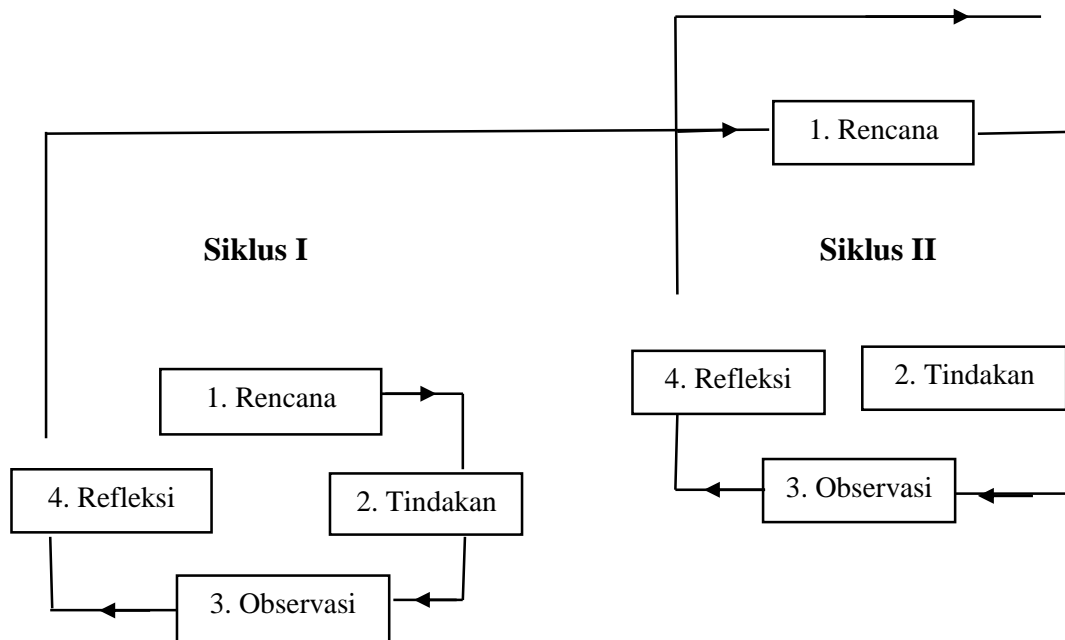 1. Rencana
Siklus I
Siklus II
4. Refleksi
2. Tindakan
1. Rencana
3. Observasi
4. Refleksi
2. Tindakan
3. Observasi